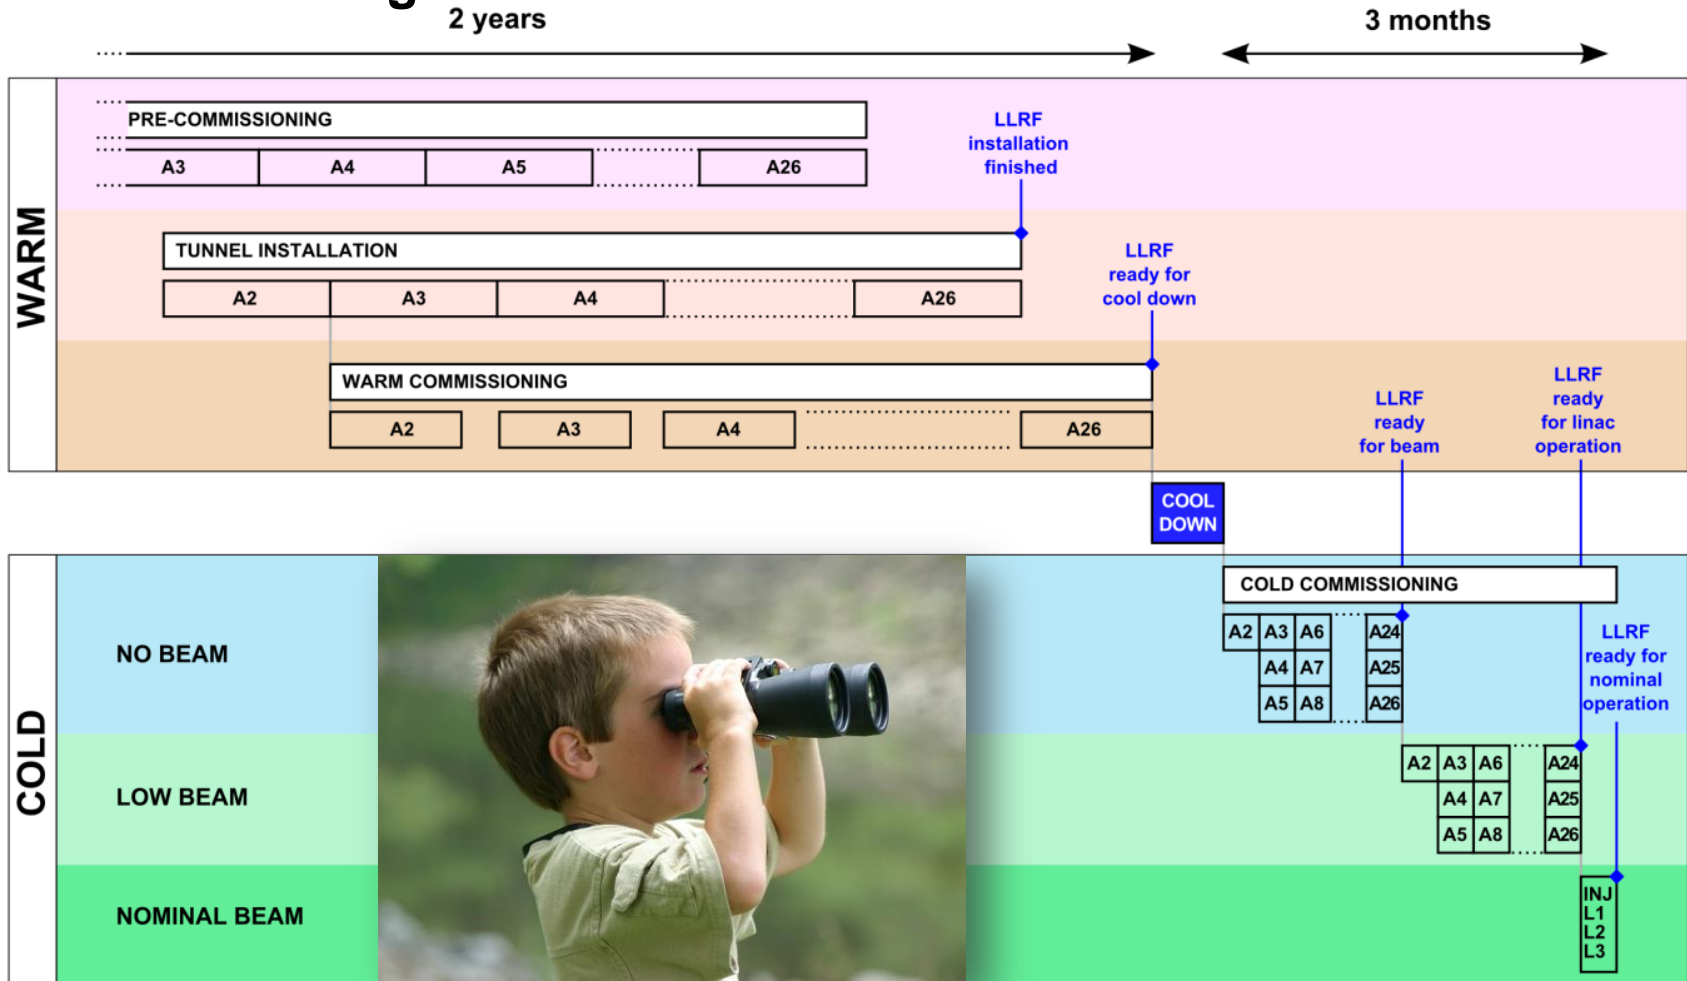 2 years
3 months
WARM
PRE-COMMISSIONING
A3 A4 A5 A26
LLRF
installation
finished
TUNNEL INSTALLATION
A2 A3 A4 A26
LLRF
ready for
cool down
WARM COMMISSIONING
A2 A3 A4 A26
LLRF
ready
for beam
LLRF
ready
for linac
operation
COOL
DOWN
COLD
COLD COMMISSIONING
NO BEAM
A2 A3 A6 A24
A4 A7 A25
A5 A8 A26
LLRF
ready for
nominal
operation
LOW BEAM
A2 A3 A6 A24
A4 A7 A25
A5 A8 A26
NOMINAL BEAM
INJ
L1
L2
L3